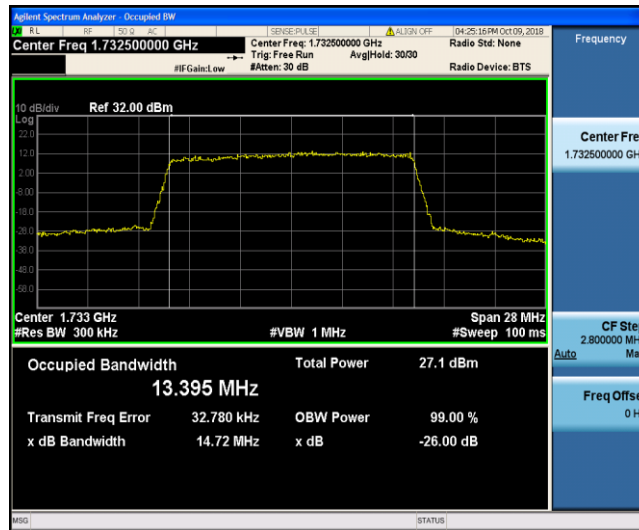 Agilent Spectrum Analyzer - Occupied BW
RL RF 50 Ω AC SENSE:PULSE ALIGN OFF 04:25:16 PM Oct 09, 2018
Center Freq 1.732500000 GHz Center Freq: 1.732500000 GHz Radio Std: None
Trig: Free Run Avg|Hold: 30/30
#IFGain:Low #Atten: 30 dB Radio Device: BTS
Frequency
10 dB/div Ref 32.00 dBm
Log
22.0
12.0
2.00
-8.00
-18.0
-28.0
-38.0
-48.0
-58.0
Center Fre
1.732500000 GH
Center 1.733 GHz Span 28 MHz
#Res BW 300 kHz #VBW 1 MHz #Sweep 100 ms
CF Ste
2.800000 MH
Auto Ma
Occupied Bandwidth Total Power 27.1 dBm
13.395 MHz
Transmit Freq Error 32.780 kHz OBW Power 99.00 %
x dB Bandwidth 14.72 MHz x dB -26.00 dB
Freq Offse
0 H
MSG STATUS